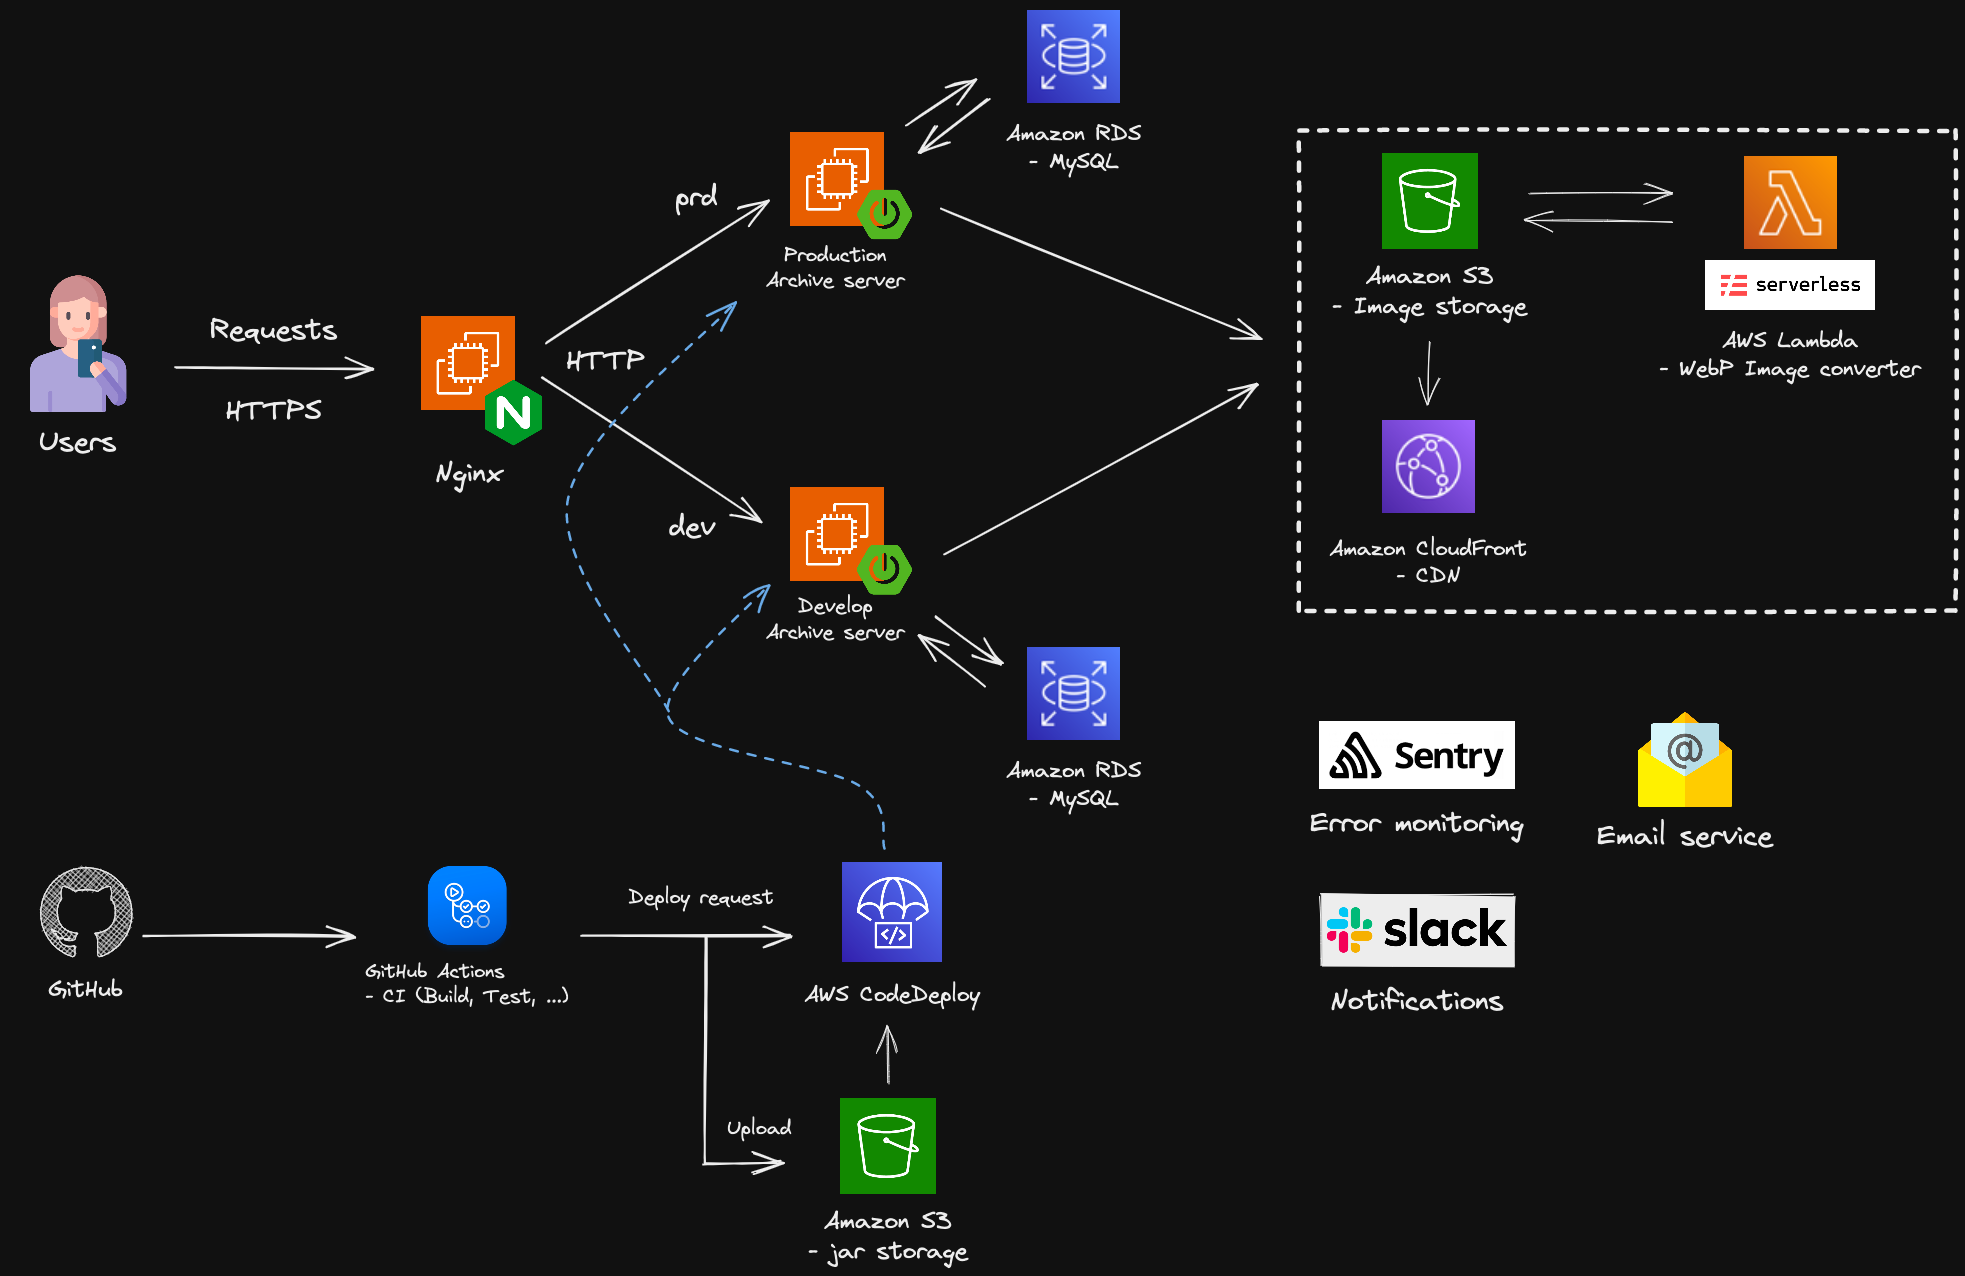 Amazon RDS
- MySQL
prd
Production
Archive server
Requests
HTTPS
Users
HTTP
N
Nginx
dev
Develop
Archive server
Amazon RDS
- MySQL
Amazon S3
- Image storage
serverless
AWS Lambda
- WebP Image converter
Amazon CloudFront
- CDN
Sentry
Error monitoring
@
Email service
slack
Notifications
GitHub
GitHub Actions
- CI (Build, Test, ...)
Deploy request
</>
AWS CodeDeploy
Upload
Amazon S3
- jar storage